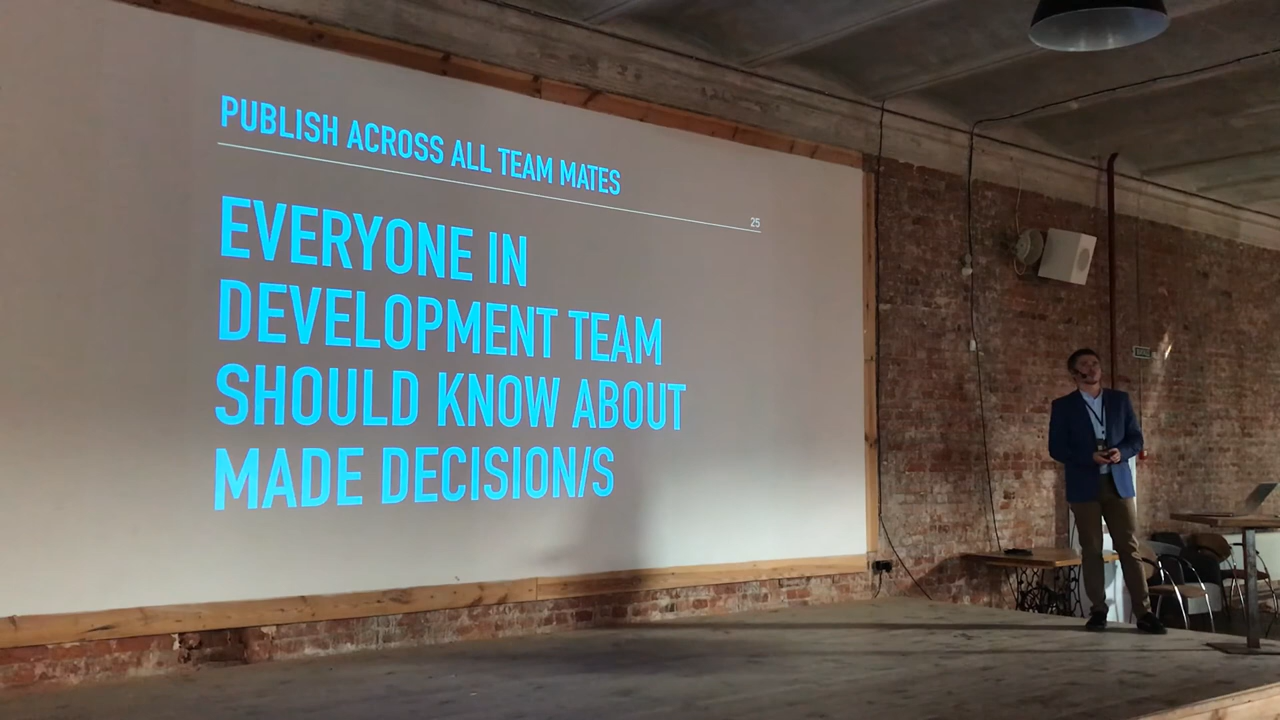 PUBLISH ACROSS ALL TEAM MATES
25
EVERYONE IN
DEVELOPMENT TEAM
SHOULD KNOW ABOUT
MADE DECISION/S